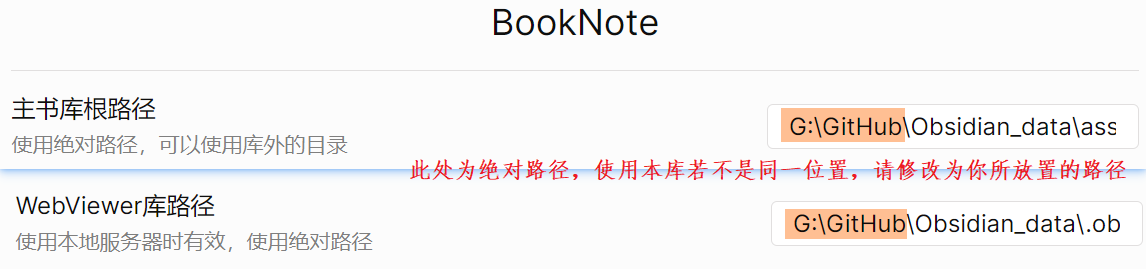 BookNote
主书库根路径
G:\GitHub\Obsidian_data\ass
使用绝对路径，可以使用库外的目录
此处为绝对路径，使用本库若不是同一位置，请修改为你所放置的路径
WebViewer库路径
G:\GitHub\Obsidian_data\.ob
使用本地服务器时有效，使用绝对路径